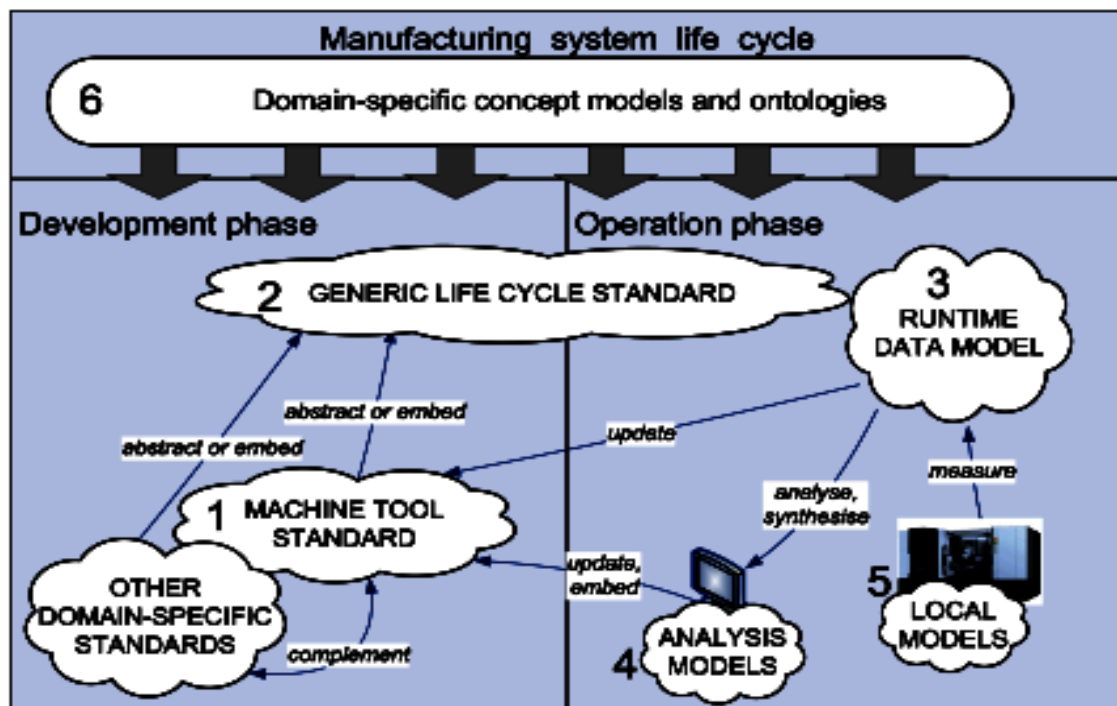 Manufacturing system life cycle
6 Domain-specific concept models and ontologies
Development phase
Operation phase
2 GENERIC LIFE CYCLE STANDARD
3
RUNTIME
DATA MODEL
abstract or embed
abstract or embed
update
measure
analyse,
synthesise
1 MACHINE TOOL
STANDARD
update,
embed
OTHER
DOMAIN-SPECIFIC
STANDARDS
complement
4 ANALYSIS
MODELS
5 LOCAL
MODELS